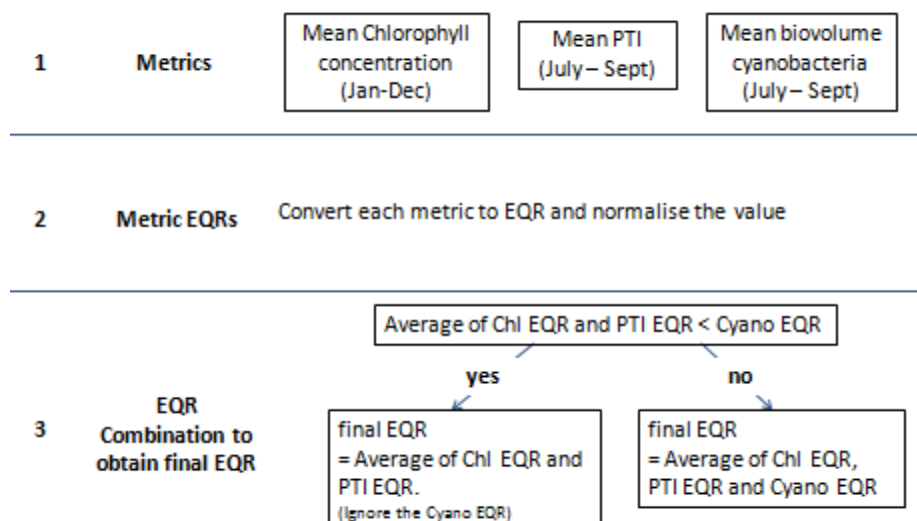 1
Metrics
Mean Chlorophyll
concentration
(Jan-Dec)
Mean PTI
(July – Sept)
Mean biovolume
cyanobacteria
(July – Sept)
2
Metric EQRs
Convert each metric to EQR and normalise the value
3
EQR
Combination to
obtain final EQR
Average of Chl EQR and PTI EQR < Cyano EQR
yes
no
final EQR
= Average of Chl EQR and
PTI EQR.
(Ignore the Cyano EQR)
final EQR
= Average of Chl EQR,
PTI EQR and Cyano EQR